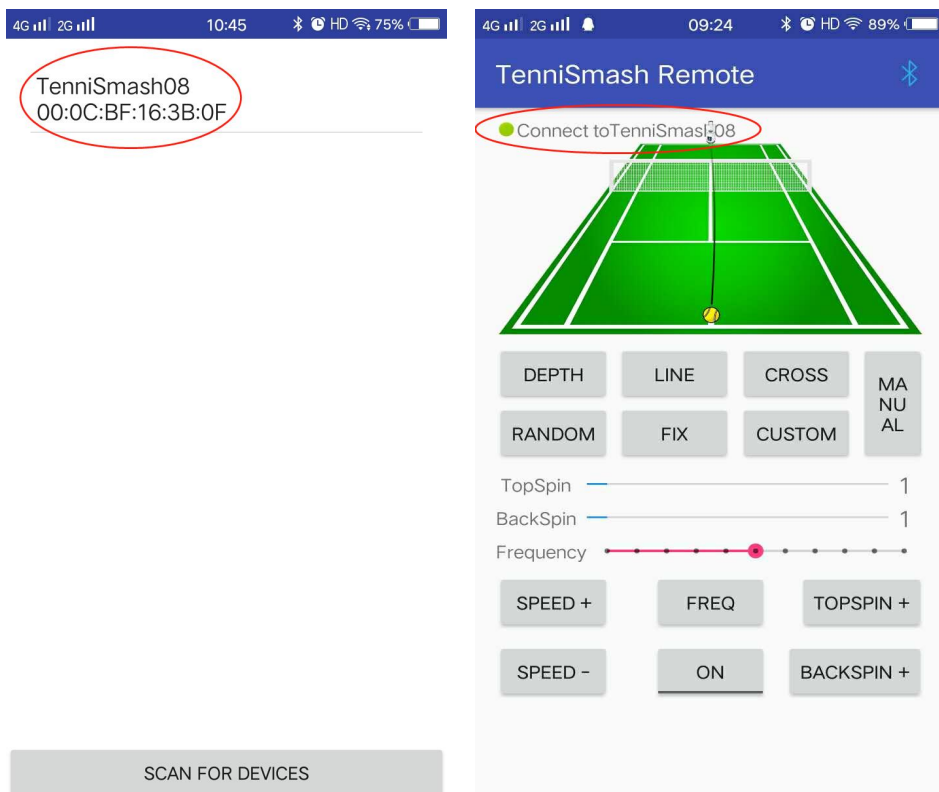 4G 2G 10:45 HD 75%
TenniSmash08
00:0C:BF:16:3B:0F
SCAN FOR DEVICES
4G 2G 09:24 HD 89%
TenniSmash Remote
Connect toTenniSmash08
DEPTH LINE CROSS
MA
NU
AL
RANDOM FIX CUSTOM
TopSpin 1
BackSpin 1
Frequency
SPEED + FREQ TOPSPIN +
SPEED - ON BACKSPIN +